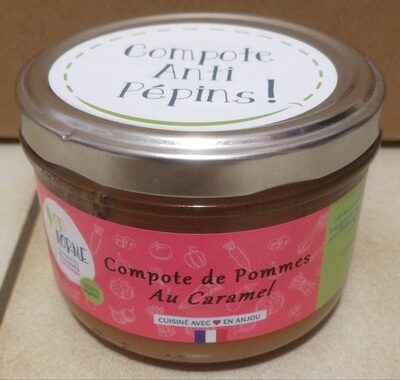 Compote
Anti
Pépins!
Compote de Pommes
Au Caramel
CUISINÉ AVEC ❤ EN ANJOU